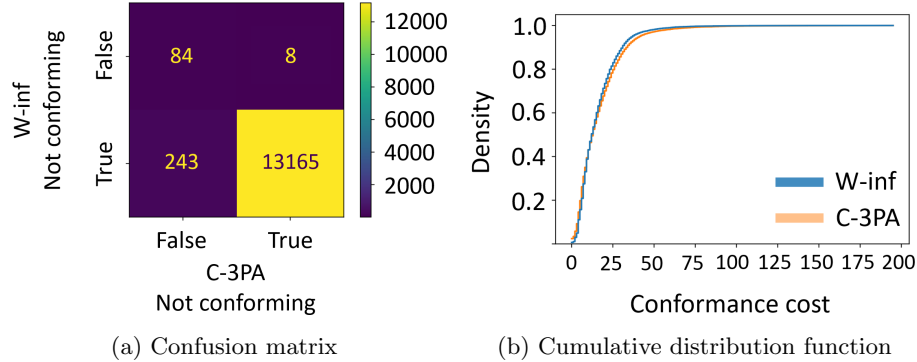 W-inf
Not conforming
False
True
84
8
243
13165
False
True
C-3PA
Not conforming
12000
10000
8000
6000
4000
2000
(a) Confusion matrix
Density
1.0
0.8
0.6
0.4
0.2
W-inf
C-3PA
0 25 50 75 100 125 150 175 200
Conformance cost
(b) Cumulative distribution function